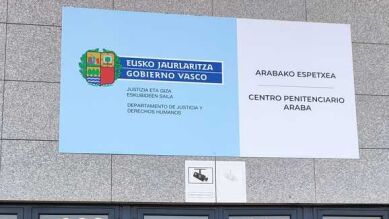 EUSKO JAURLARITZA
GOBIERNO VASCO
JUSTIZIA ETA GIZA
ESKUBIDEEN SAILA
DEPARTAMENTO DE JUSTICIA Y
DERECHOS HUMANOS
ARABAKO ESPETXEA
CENTRO PENITENCIARIO
ARABA